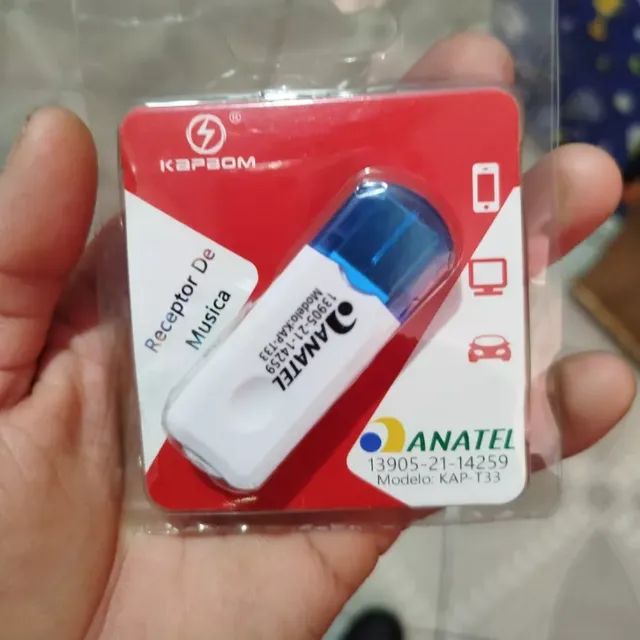 ®
KAPBOM
Receptor De
Musica
ANATEL
13905-21-14259
Modelo:KAP-T33
ANATEL
13905-21-14259
Modelo: KAP-T33